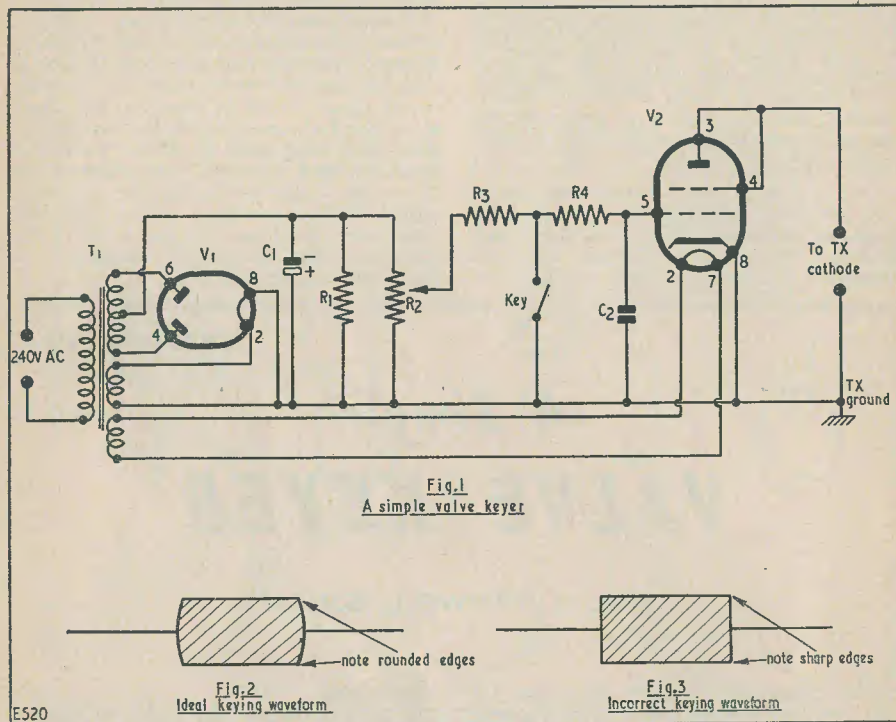 V2
3
4
5
R3
R4
T1
V1
C1
−
+
6
8
R1
R2
Key
C2
2
7
8
To TX
cathode
4
2
240V AC
TX
ground
Fig.1
A simple valve keyer
note rounded edges
note sharp edges
Fig.2
Ideal keying waveform
Fig.3
Incorrect keying waveform
E520